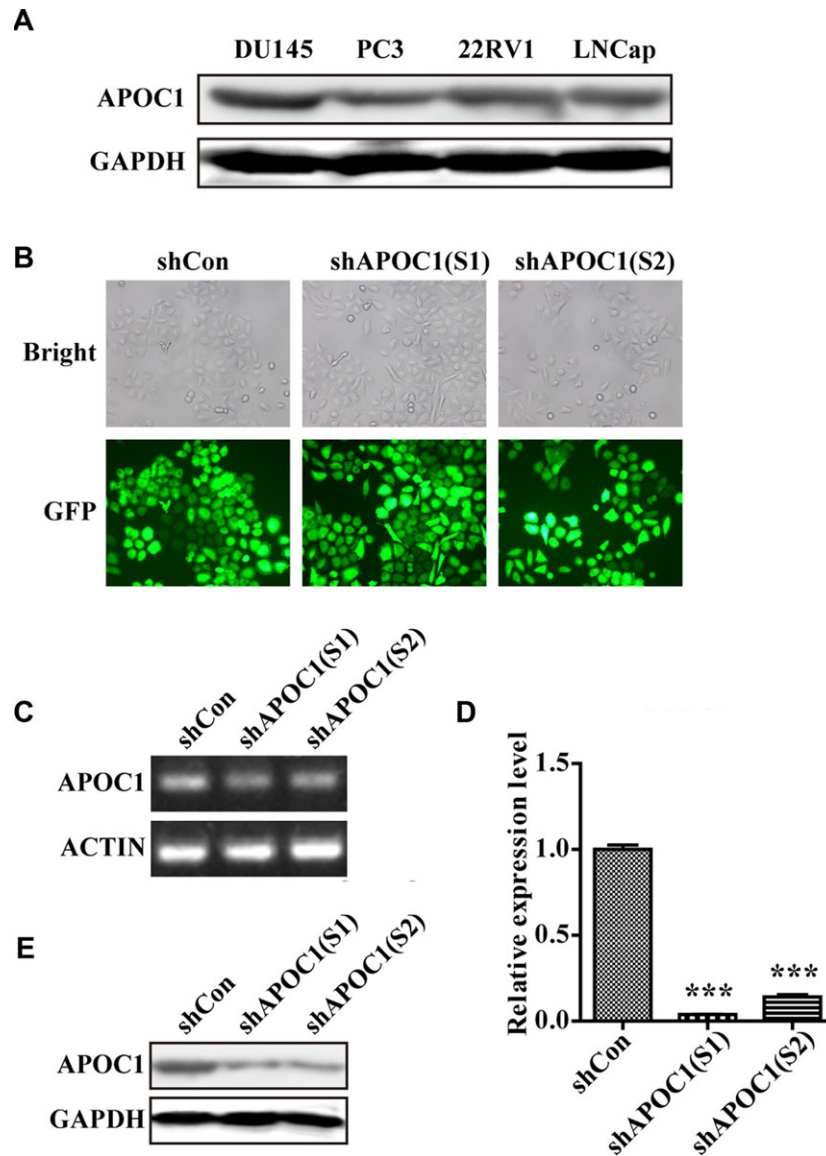 A
DU145 PC3 22RV1 LNCap
APOC1
GAPDH
B
shCon shAPOC1(S1) shAPOC1(S2)
Bright
GFP
C
shCon shAPOC1(S1) shAPOC1(S2)
APOC1
ACTIN
D
Relative expression level
1.5
1.0
0.5
0.0
*** ***
shCon shAPOC1(S1) shAPOC1(S2)
E
shCon shAPOC1(S1) shAPOC1(S2)
APOC1
GAPDH